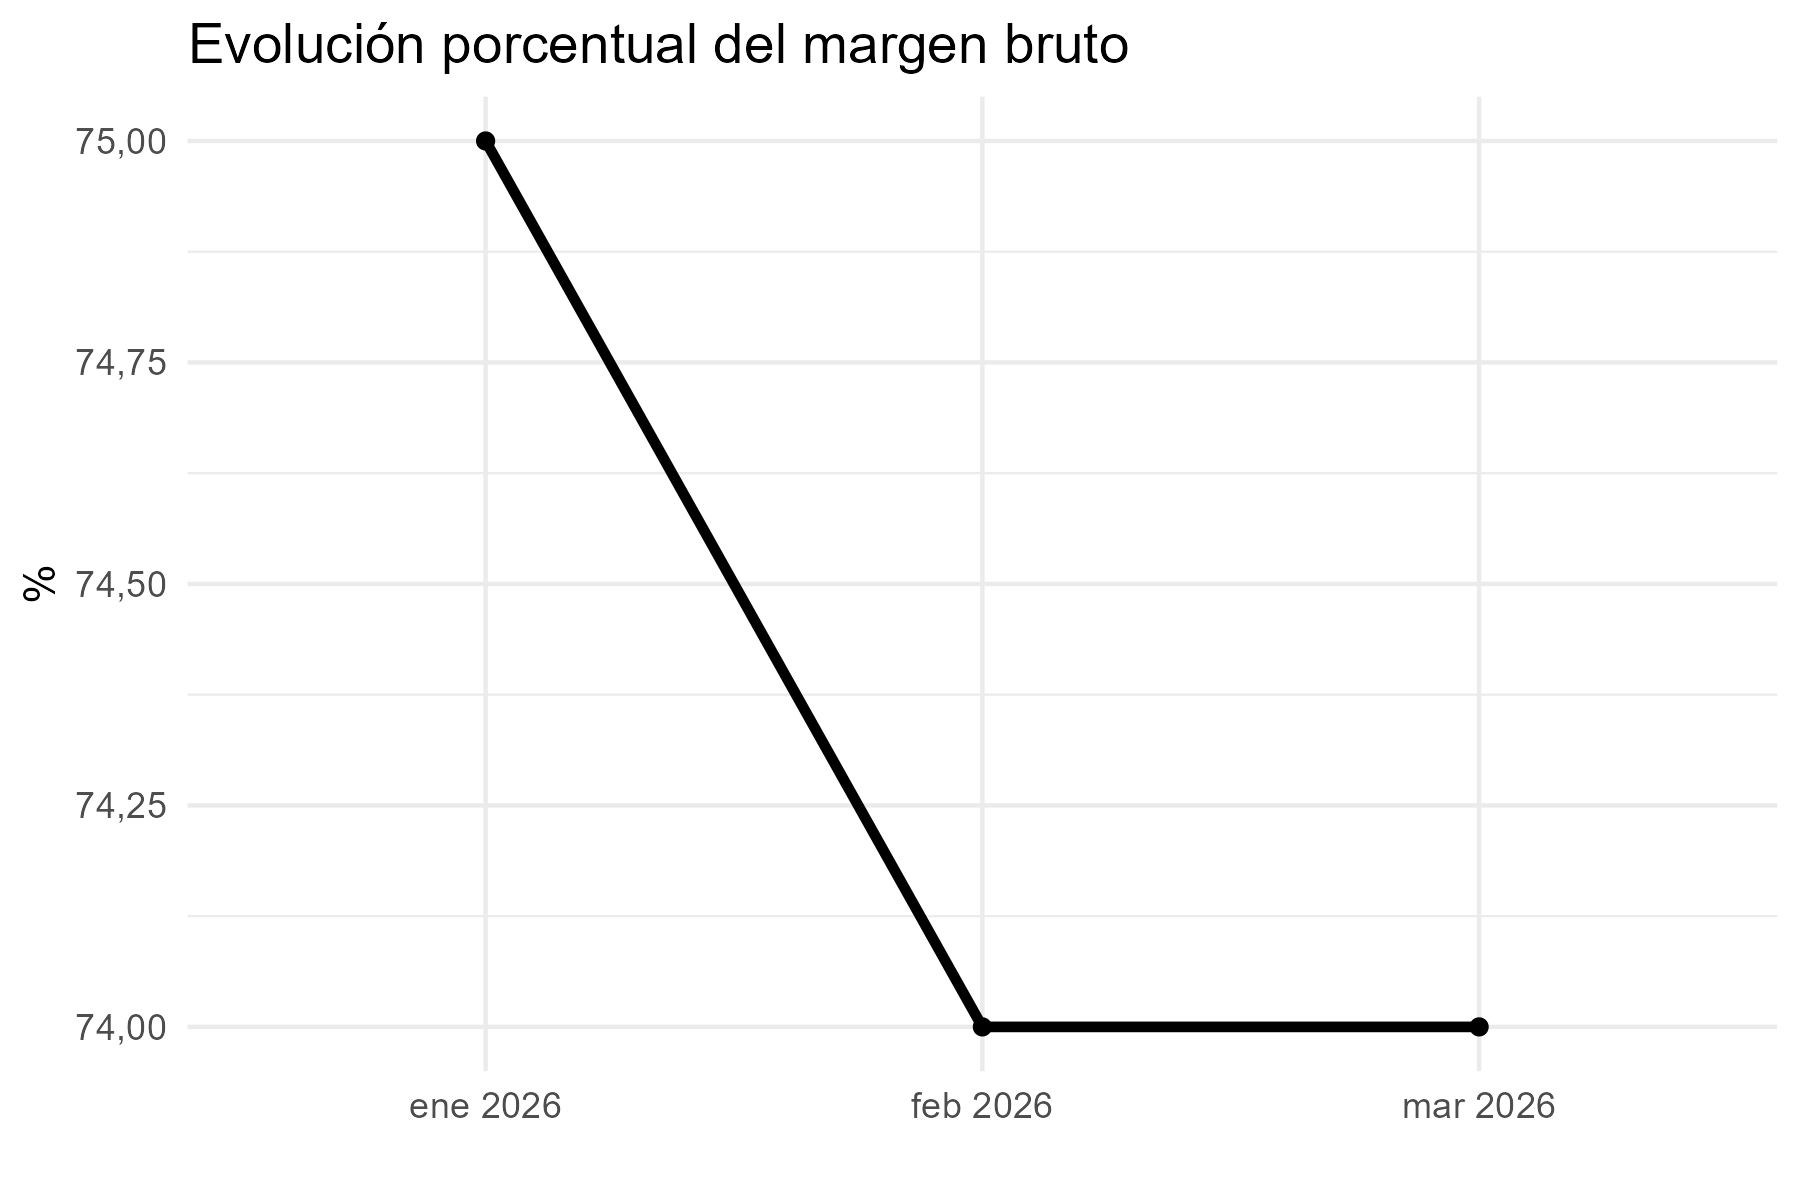 Evolución porcentual del margen bruto
75,00
74,75
74,50
74,25
74,00
%
ene 2026
feb 2026
mar 2026